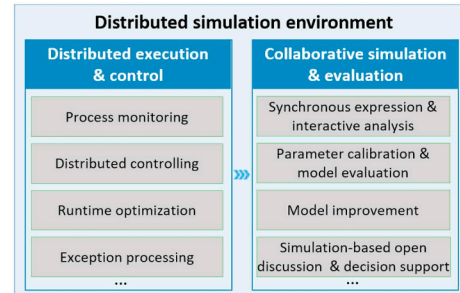 Distributed simulation environment
Distributed execution
& control
Process monitoring
Distributed controlling
Runtime optimization
Exception processing
...
Collaborative simulation
& evaluation
Synchronous expression &
interactive analysis
Parameter calibration &
model evaluation
Model improvement
Simulation-based open
discussion & decision support
...